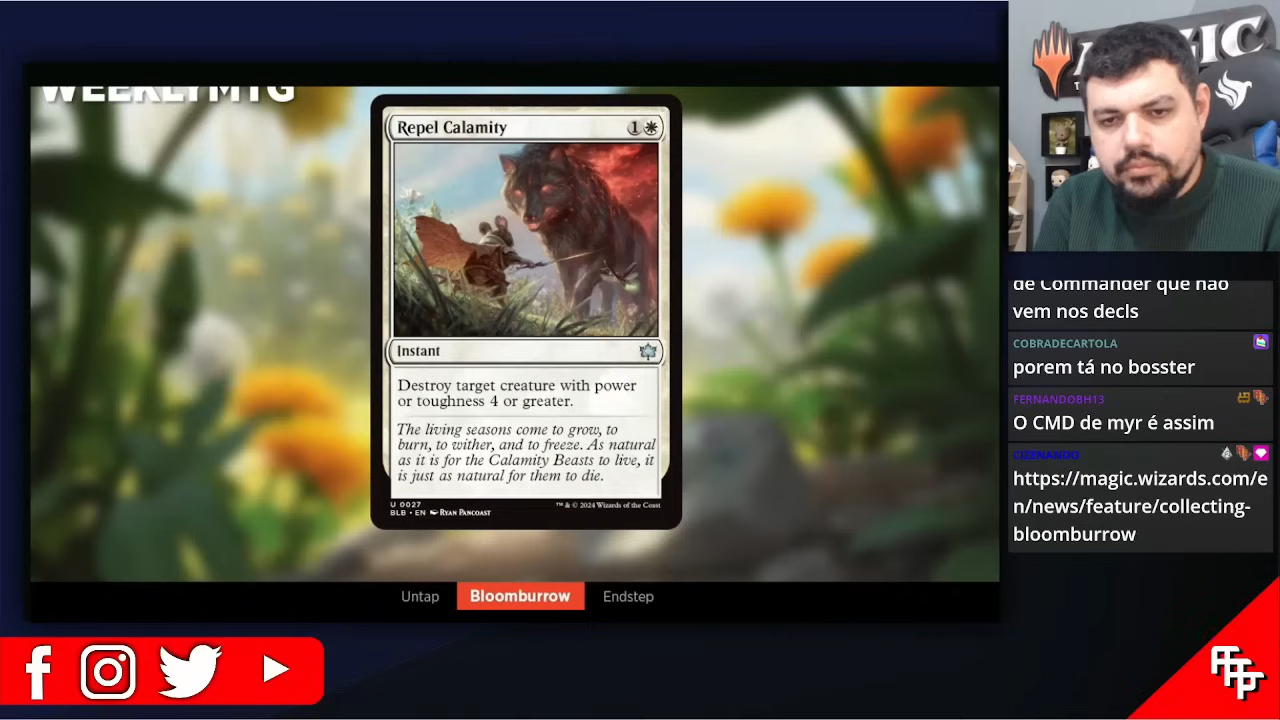 WEEKLYMTG
Repel Calamity
1
Instant
Destroy target creature with power
or toughness 4 or greater.
The living seasons come to grow, to
burn, to wither, and to freeze. As natural
as it is for the Calamity Beasts to live, it
is just as natural for them to die.
U 0027
BLB • EN RYAN PANCOAST
™ & © 2024 Wizards of the Coast
Untap
Bloomburrow
Endstep
MAGIC
de Commander que não
vem nos decls
COBRADECARTOLA
porem tá no bosster
FERNANDOBH13
O CMD de myr é assim
CIZENANDO
https://magic.wizards.com/e
n/news/feature/collecting-
bloomburrow